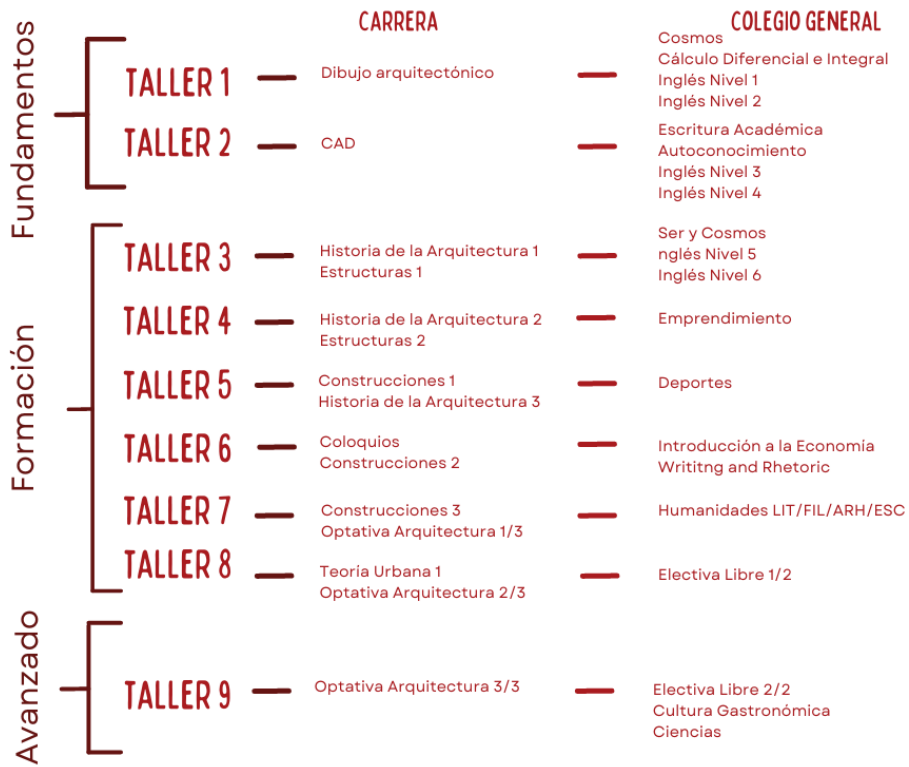 CARRERA
COLEGIO GENERAL
Fundamentos
TALLER 1
Dibujo arquitectónico
Cosmos
Cálculo Diferencial e Integral
Inglés Nivel 1
Inglés Nivel 2
TALLER 2
CAD
Escritura Académica
Autoconocimiento
Inglés Nivel 3
Inglés Nivel 4
Formación
TALLER 3
Historia de la Arquitectura 1
Estructuras 1
Ser y Cosmos
nglés Nivel 5
Inglés Nivel 6
TALLER 4
Historia de la Arquitectura 2
Estructuras 2
Emprendimiento
TALLER 5
Construcciones 1
Historia de la Arquitectura 3
Deportes
TALLER 6
Coloquios
Construcciones 2
Introducción a la Economía
Writitng and Rhetoric
TALLER 7
Construcciones 3
Optativa Arquitectura 1/3
Humanidades LIT/FIL/ARH/ESC
TALLER 8
Teoría Urbana 1
Optativa Arquitectura 2/3
Electiva Libre 1/2
Avanzado
TALLER 9
Optativa Arquitectura 3/3
Electiva Libre 2/2
Cultura Gastronómica
Ciencias